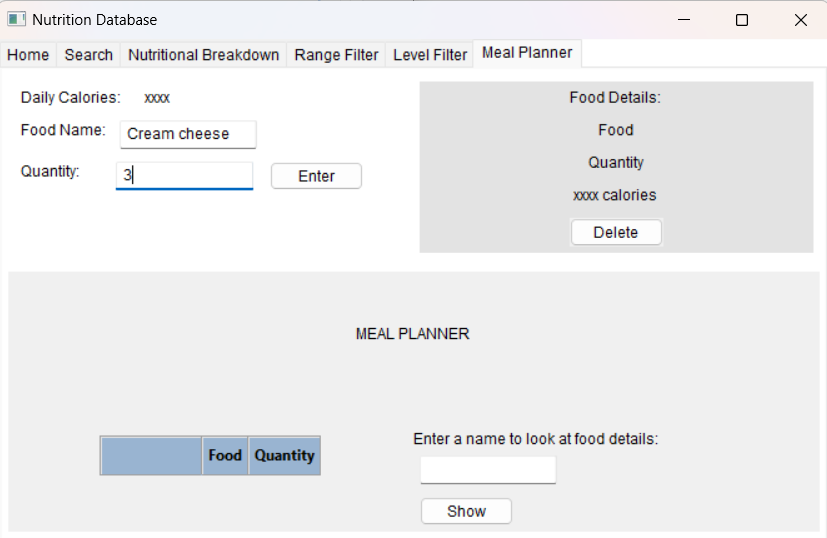 Nutrition Database
Home Search Nutritional Breakdown Range Filter Level Filter Meal Planner
Daily Calories: xxxx
Food Name: Cream cheese
Quantity: 3 Enter
Food Details:
Food
Quantity
xxxx calories
Delete
MEAL PLANNER
Food Quantity
Enter a name to look at food details:
Show